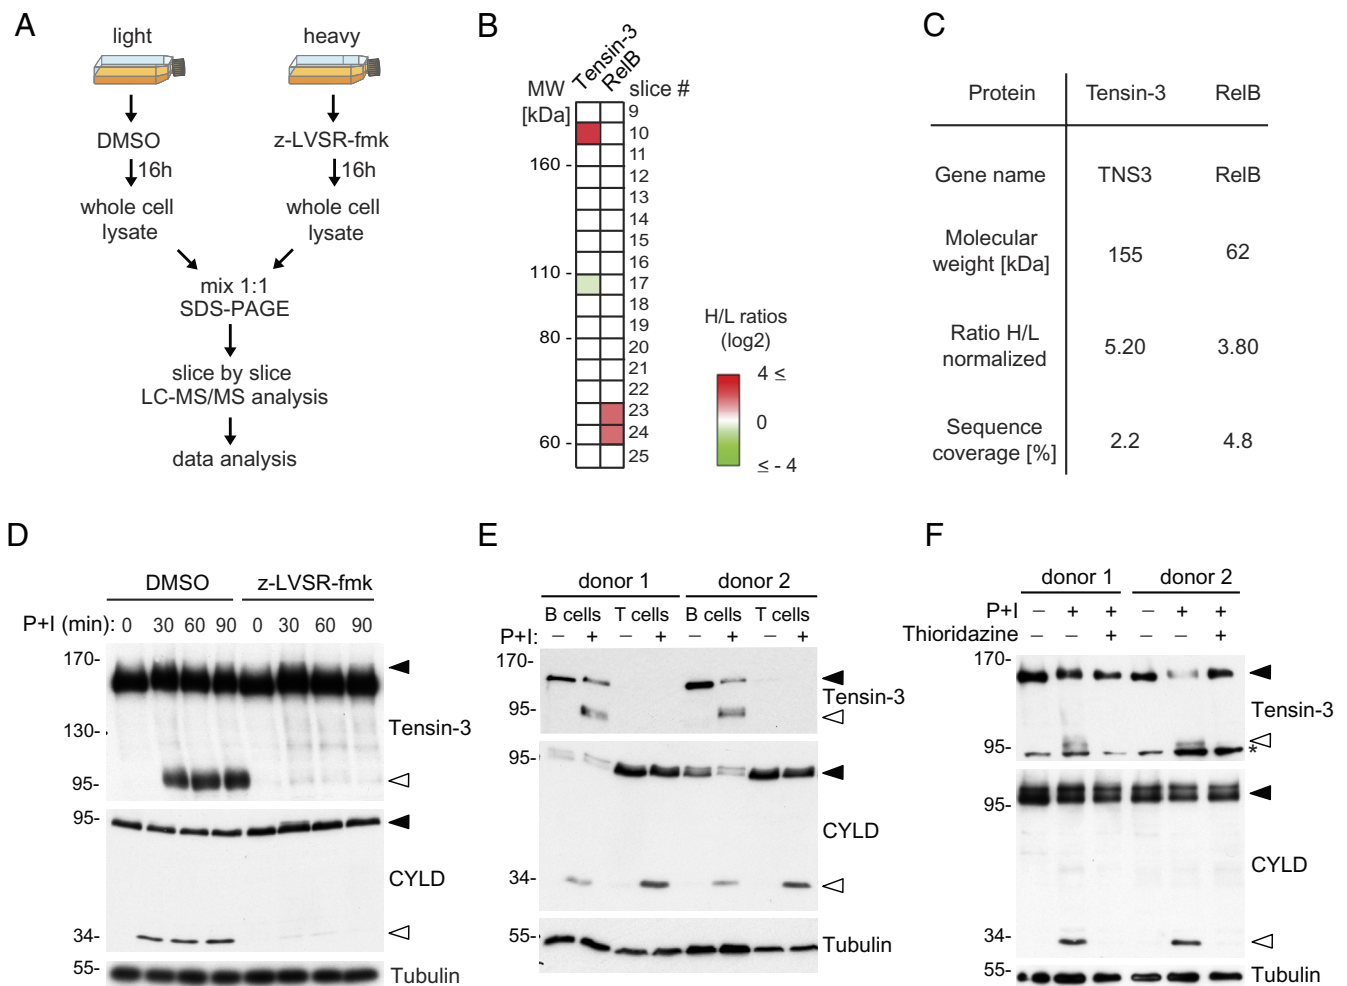 A
light
heavy
DMSO
z-LVSR-fmk
16h
16h
whole cell
lysate
whole cell
lysate
mix 1:1
SDS-PAGE
slice by slice
LC-MS/MS analysis
data analysis
B
Tensin-3
RelB
MW
[kDa]
slice #
9
10
11
160 -
12
13
14
15
16
110 -
17
18
19
80 -
20
21
22
23
24
60 -
25
H/L ratios
(log2)
4 ≤
0
≤ - 4
C
Protein Tensin-3 RelB
Gene name TNS3 RelB
Molecular
weight [kDa] 155 62
Ratio H/L
normalized 5.20 3.80
Sequence
coverage [%] 2.2 4.8
D
DMSO z-LVSR-fmk
P+I (min): 0 30 60 90 0 30 60 90
170-
Tensin-3
130-
95-
95-
CYLD
34-
55-
Tubulin
E
donor 1 donor 2
B cells T cells B cells T cells
P+I: – + – + – + – +
170-
Tensin-3
95-
95-
CYLD
34-
55-
Tubulin
F
donor 1 donor 2
P+I – + + – + +
Thioridazine – – + – – +
170-
Tensin-3
95-
*
95-
CYLD
34-
55-
Tubulin